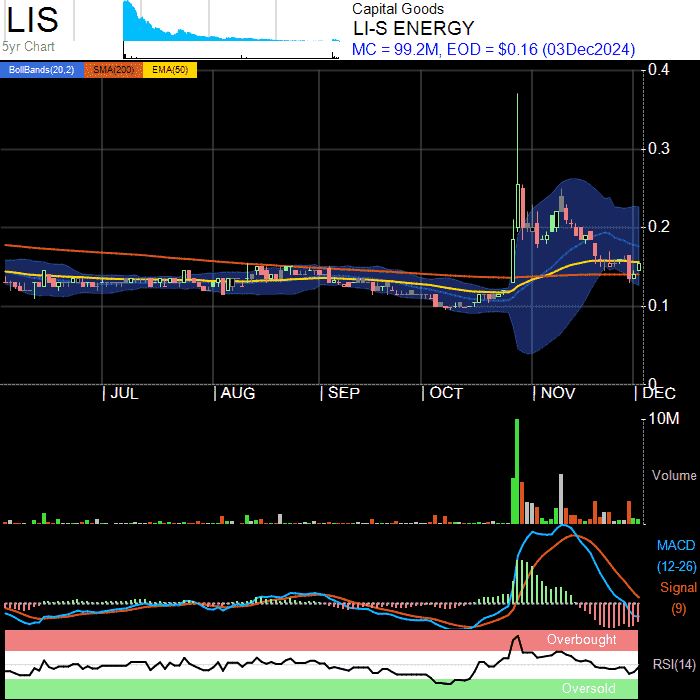 LIS
5yr Chart
Capital Goods
LI-S ENERGY
MC = 99.2M, EOD = $0.16 (03Dec2024)
BollBands(20,2) SMA(200) EMA(50)
0.4
0.3
0.2
0.1
0
JUL AUG SEP OCT NOV DEC
10M
Volume
MACD
(12-26)
Signal
(9)
Overbought
RSI(14)
Oversold